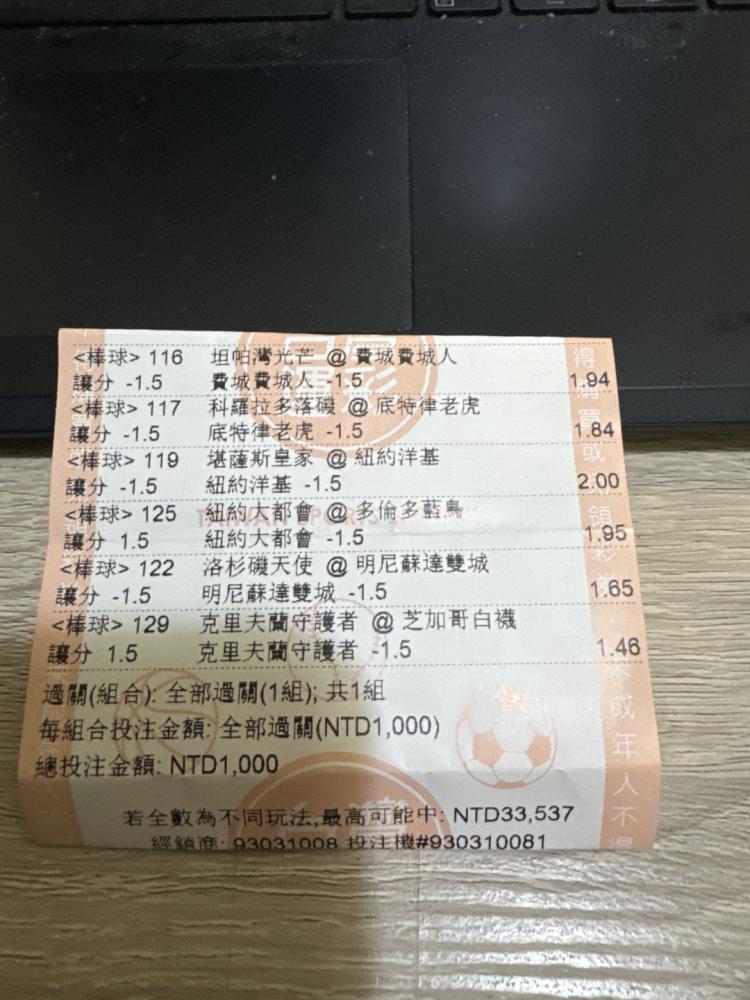 <棒球> 116 坦帕灣光芒 @ 費城費城人
讓分 -1.5 費城費城人 -1.5 1.94
<棒球> 117 科羅拉多落磯 @ 底特律老虎
讓分 -1.5 底特律老虎 -1.5 1.84
<棒球> 119 堪薩斯皇家 @ 紐約洋基
讓分 -1.5 紐約洋基 -1.5 2.00
<棒球> 125 紐約大都會 @ 多倫多藍鳥
讓分 1.5 紐約大都會 -1.5 1.95
<棒球> 122 洛杉磯天使 @ 明尼蘇達雙城
讓分 -1.5 明尼蘇達雙城 -1.5 1.65
<棒球> 129 克里夫蘭守護者 @ 芝加哥白襪
讓分 1.5 克里夫蘭守護者 -1.5 1.46
過關(組合): 全部過關(1組); 共1組
每組合投注金額: 全部過關(NTD1,000)
總投注金額: NTD1,000
若全數為不同玩法,最高可能中: NTD33,537
經銷商: 93031008 投注機#930310081
得購買或
領彩
成年人不得